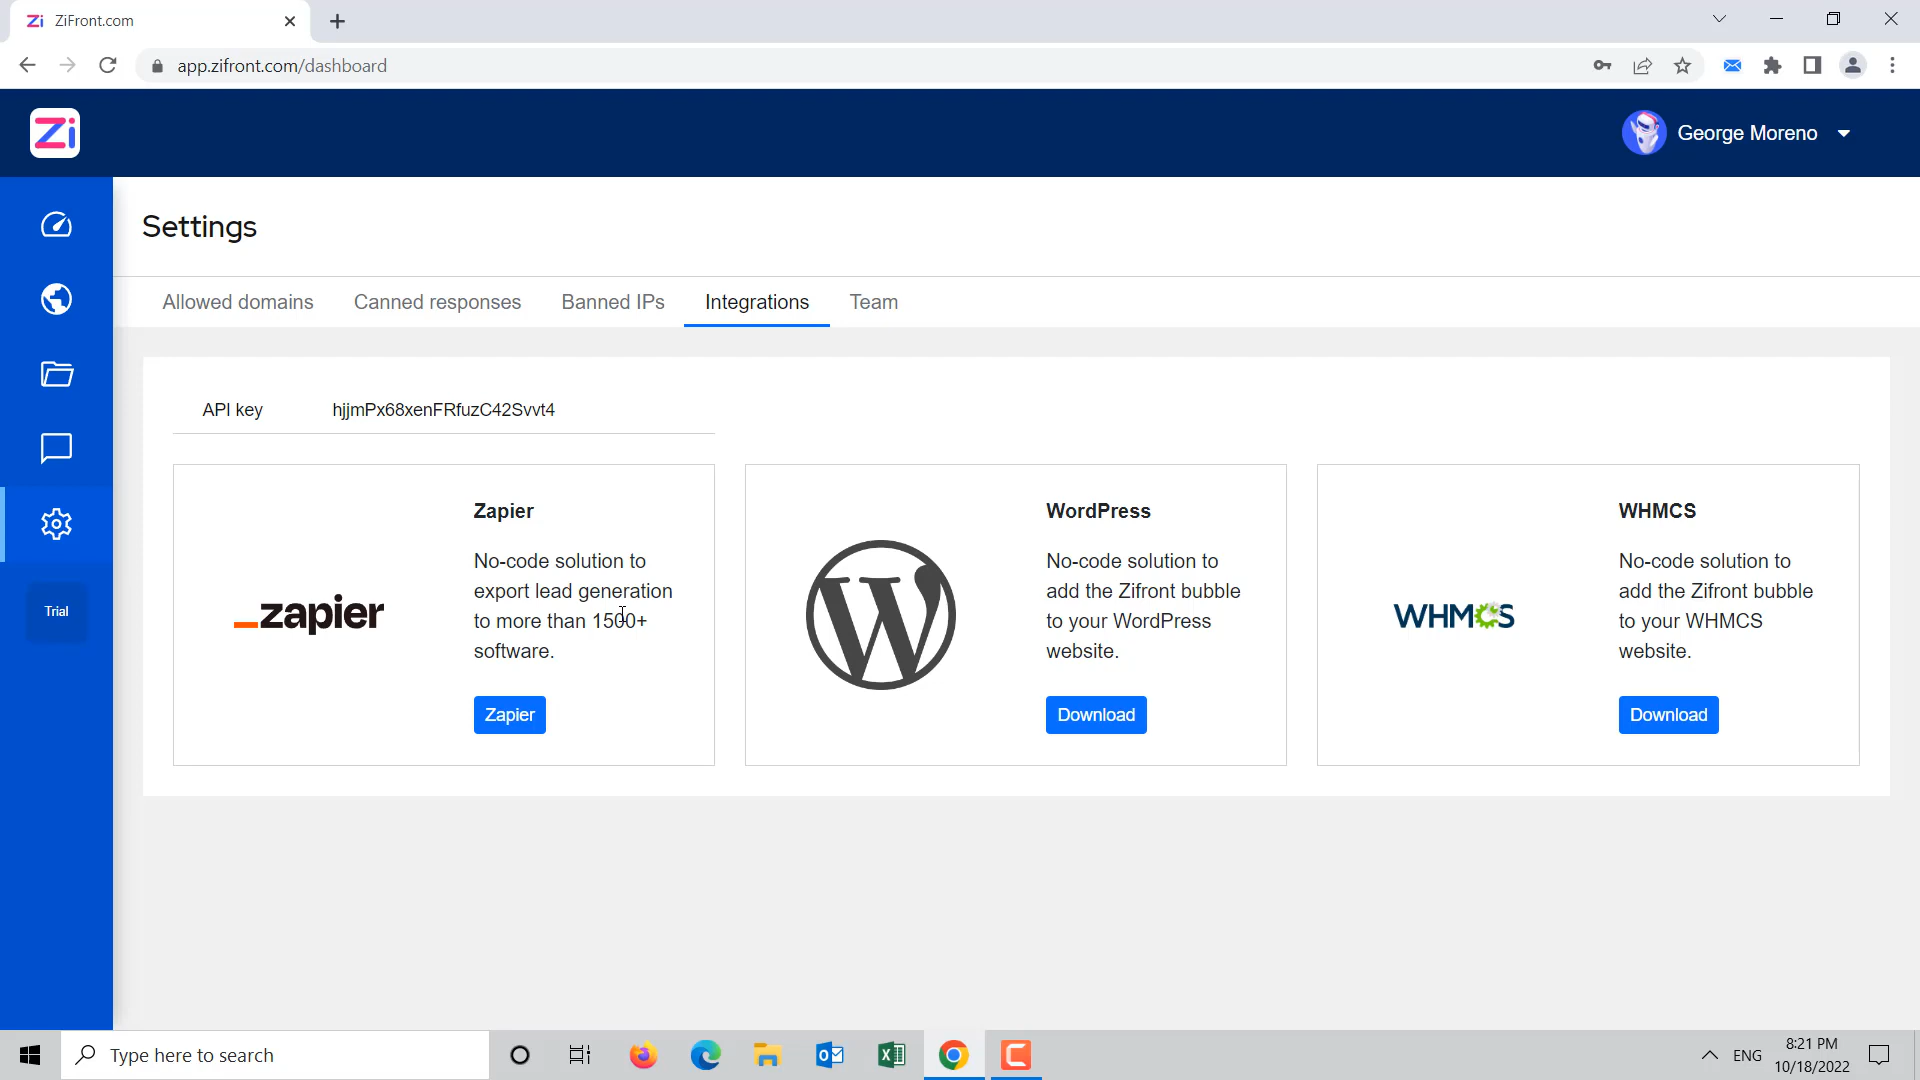 Zi ZiFront.com
app.zifront.com/dashboard
Zi
George Moreno
Settings
Allowed domains Canned responses Banned IPs Integrations Team
API key hjjmPx68xenFRfuzC42Svvt4
zapier
Zapier
No-code solution to
export lead generation
to more than 1500+
software.
Zapier
W
WordPress
No-code solution to
add the Zifront bubble
to your WordPress
website.
Download
WHMCS
WHMCS
No-code solution to
add the Zifront bubble
to your WHMCS
website.
Download
Trial
Type here to search
ENG
8:21 PM
10/18/2022